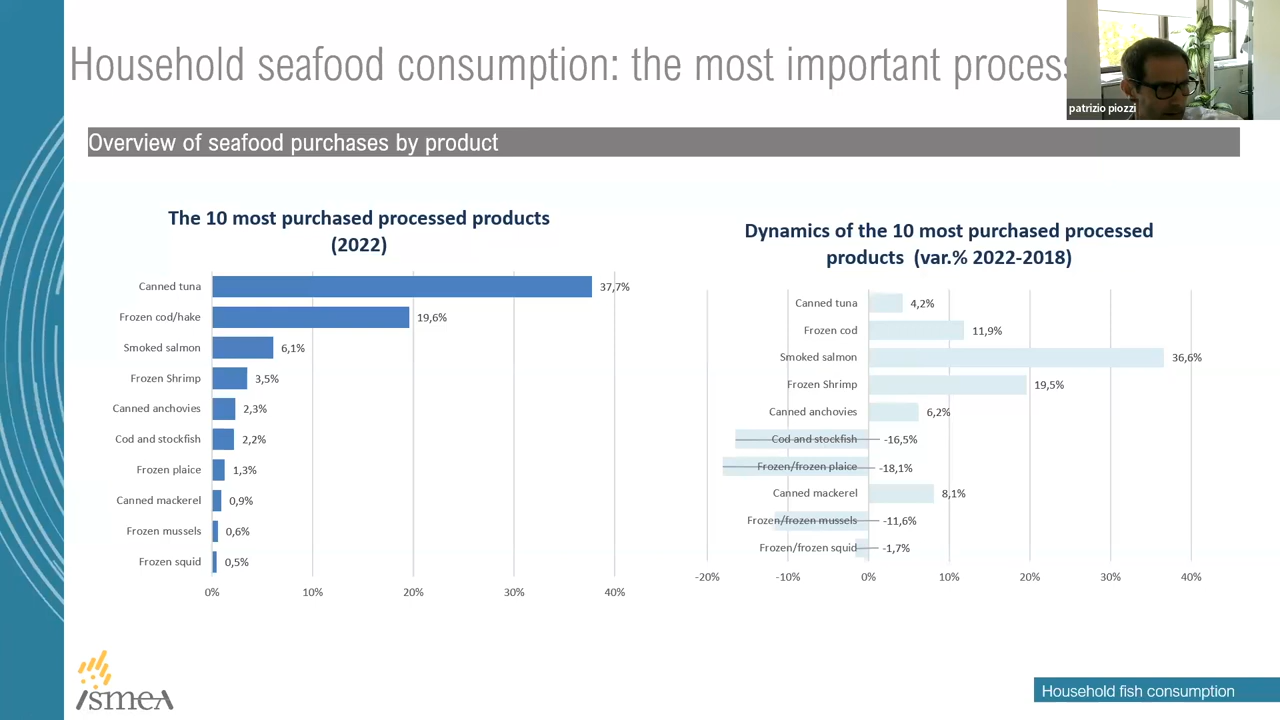 Household seafood consumption: the most important process
patrizio piozzi
Overview of seafood purchases by product
The 10 most purchased processed products
(2022)
Canned tuna 37,7%
Frozen cod/hake 19,6%
Smoked salmon 6,1%
Frozen Shrimp 3,5%
Canned anchovies 2,3%
Cod and stockfish 2,2%
Frozen plaice 1,3%
Canned mackerel 0,9%
Frozen mussels 0,6%
Frozen squid 0,5%
0% 10% 20% 30% 40%
Dynamics of the 10 most purchased processed
products (var.% 2022-2018)
Canned tuna 4,2%
Frozen cod 11,9%
Smoked salmon 36,6%
Frozen Shrimp 19,5%
Canned anchovies 6,2%
Cod and stockfish -16,5%
Frozen/frozen plaice -18,1%
Canned mackerel 8,1%
Frozen/frozen mussels -11,6%
Frozen/frozen squid -1,7%
-20% -10% 0% 10% 20% 30% 40%
ismea
Household fish consumption